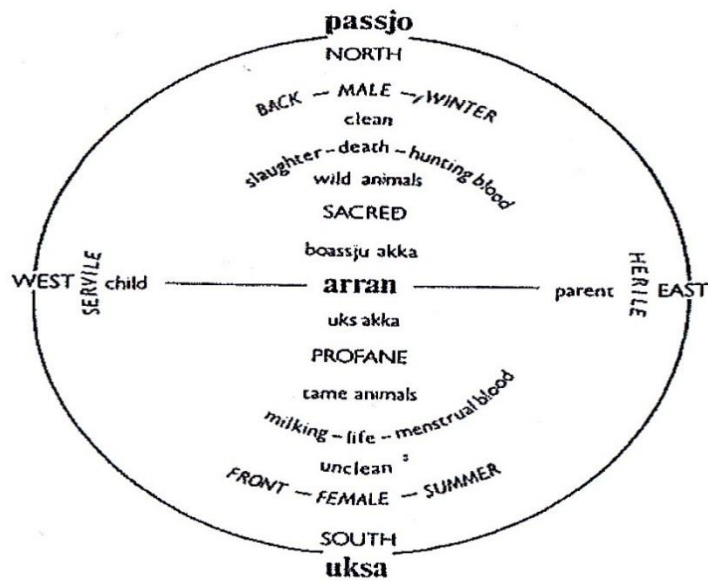 passjo
NORTH
BACK – MALE – WINTER
clean
slaughter – death – hunting blood
wild animals
SACRED
boassju akka
WEST SERVILE child arran parent HERILE EAST
uks akka
PROFANE
tame animals
milking – life – menstrual blood
unclean
FRONT – FEMALE – SUMMER
SOUTH
uksa